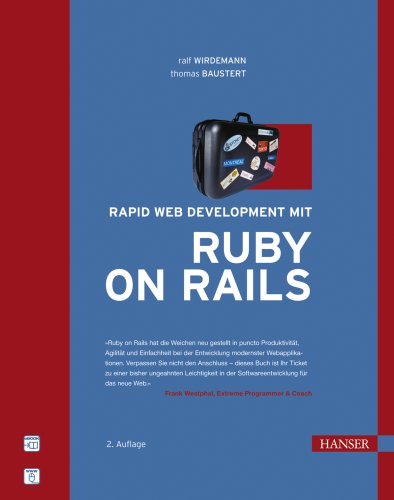 ralf WIRDEMANN
thomas BAUSTERT
MONTREAL
RAPID WEB DEVELOPMENT MIT
RUBY
ON RAILS
»Ruby on Rails hat die Weichen neu gestellt in puncto Produktivität,
Agilität und Einfachheit bei der Entwicklung modernster Webapplika-
tionen. Verpassen Sie nicht den Anschluss – dieses Buch ist Ihr Ticket
zu einer bisher ungeahnten Leichtigkeit in der Softwareentwicklung für
das neue Web.«
Frank Westphal, Extreme Programmer & Coach
2. Auflage
HANSER
eBOOK
WWW